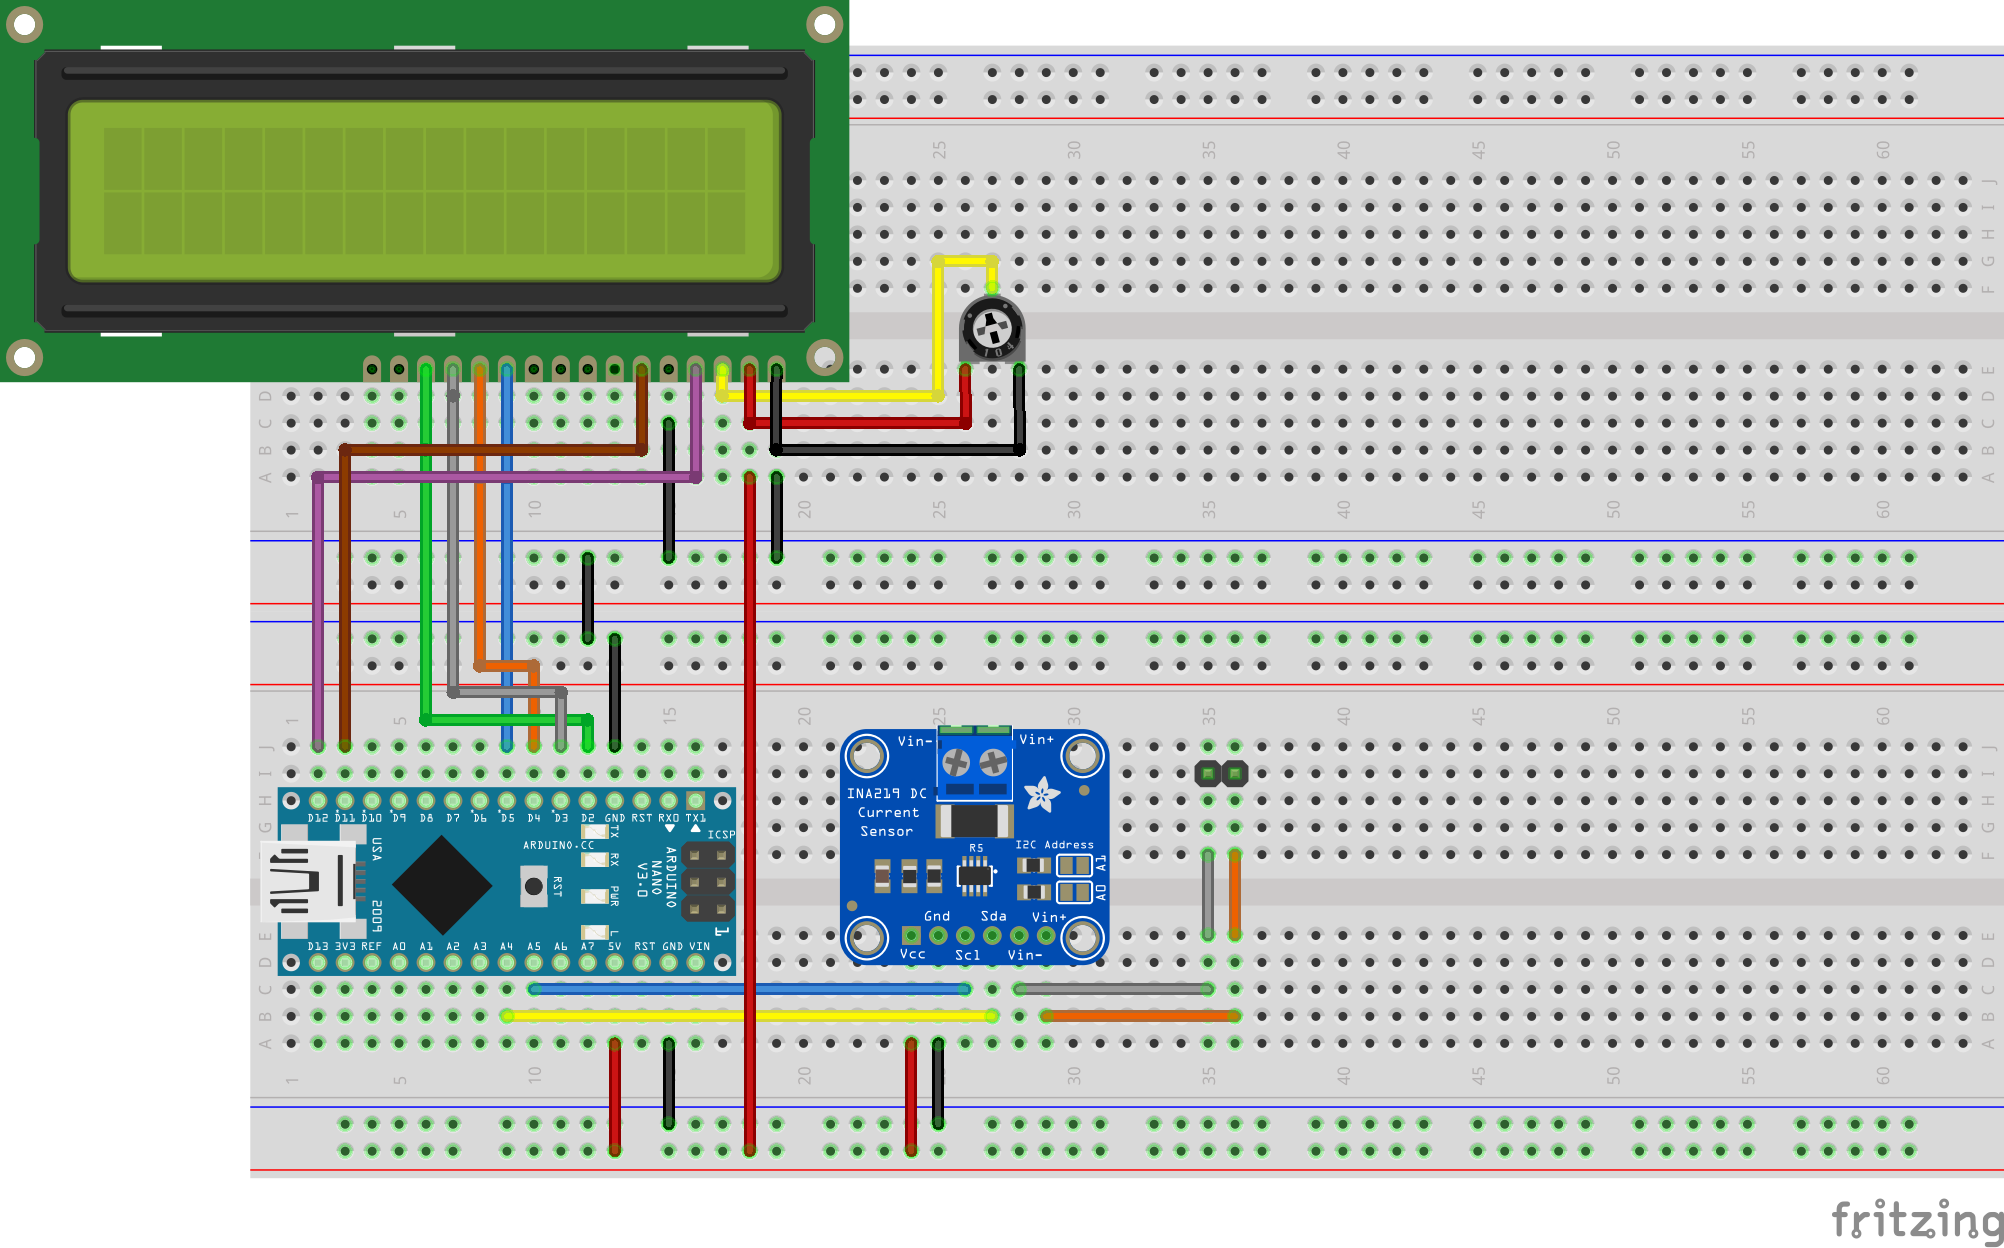 25 30 35 40 45 50 55 60
J
I
H
G
F
E
D D
C C
B B
A A
1 5 10 20 25 30 35 40 45 50 55 60
1 5 15 20 25 30 35 40 45 50 55 60
J J
I I
H H
G G
F
E E
D D
C C
B B
A A
D12 D11 D10 D9 D8 D7 D6 D5 D4 D3 D2 GND RST RX0 TX1
ICSP
USA
TX
RX
ARDUINO.CC
ARDUINO
NANO
V3.0
RST
PWR
L
1
D13 3V3 REF A0 A1 A2 A3 A4 A5 A6 A7 5V RST GND VIN
Vin- Vin+
INA219 DC
Current
Sensor
R5 I2C Address
A1
A0
Gnd Sda Vin+
Vcc Scl Vin-
104
1 5 10 15 20 30 35 40 45 50 55 60
fritzing